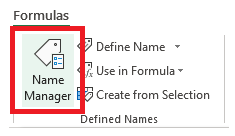 Formulas
Name
Manager
Define Name
Use in Formula
Create from Selection
Defined Names